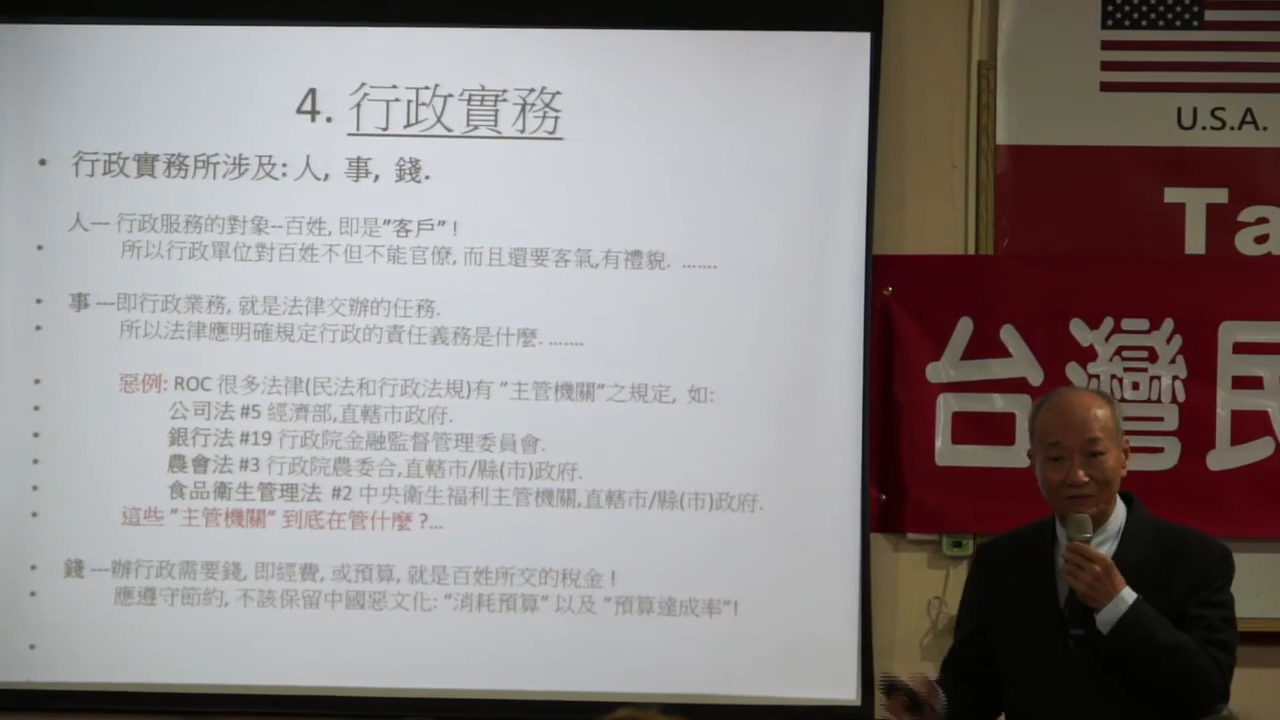 4. 行政實務
• 行政實務所涉及: 人, 事, 錢.
人--- 行政服務的對象--百姓, 即是"客戶" !
• 所以行政單位對百姓不但不能官僚, 而且還要客氣,有禮貌. .......
• 事 ---即行政業務, 就是法律交辦的任務.
• 所以法律應明確規定行政的責任義務是什麼. .......
• 惡例: ROC 很多法律(民法和行政法規)有 "主管機關"之規定, 如:
• 公司法 #5 經濟部,直轄市政府.
• 銀行法 #19 行政院金融監督管理委員會.
• 農會法 #3 行政院農委合,直轄市/縣(市)政府.
• 食品衛生管理法 #2 中央衛生福利主管機關,直轄市/縣(市)政府.
• 這些 "主管機關" 到底在管什麼 ?...
• 錢 ---辦行政需要錢, 即經費, 或預算, 就是百姓所交的稅金 !
• 應遵守節約, 不該保留中國惡文化: "消耗預算" 以及 "預算達成率"!
U.S.A.
Ta
台灣民